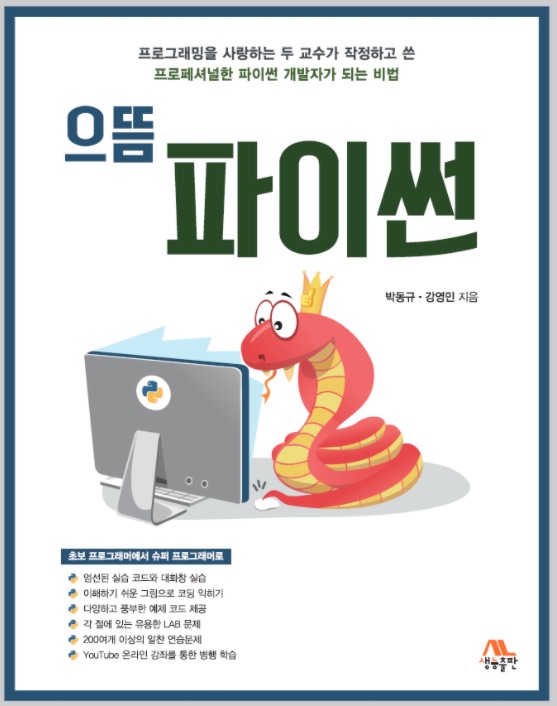 프로그래밍을 사랑하는 두 교수가 작정하고 쓴
프로페셔널한 파이썬 개발자가 되는 비법
으뜸
파이썬
박동규 · 강영민 지음
초보 프로그래머에서 슈퍼 프로그래머로
엄선된 실습 코드와 대화창 실습
이해하기 쉬운 그림으로 코딩 익히기
다양하고 풍부한 예제 코드 제공
각 절에 있는 유용한 LAB 문제
200여개 이상의 알찬 연습문제
YouTube 온라인 강좌를 통한 병행 학습
생능출판